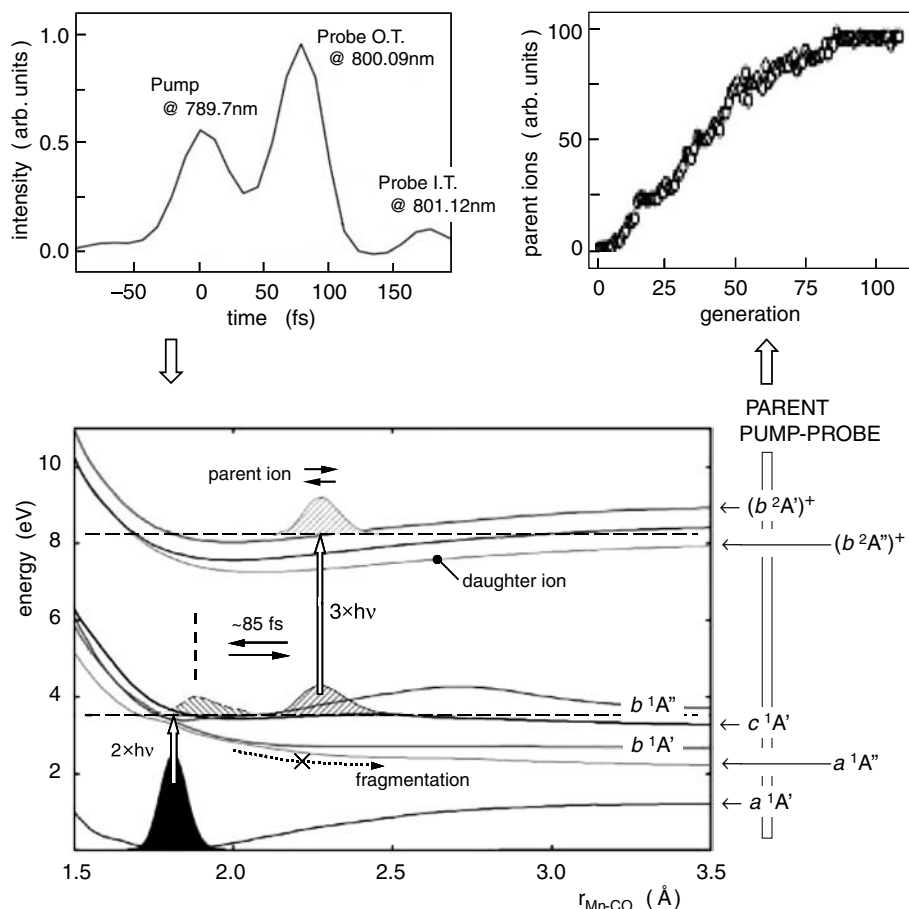 1.0
0.5
0.0
intensity (arb. units)
Pump
@ 789.7nm
Probe O.T.
@ 800.09nm
Probe I.T.
@ 801.12nm
–50
0
50
100
150
time (fs)
100
50
0
parent ions (arb. units)
0
25
50
75
100
generation
PARENT
PUMP-PROBE
10
8
6
4
2
energy (eV)
parent ion
daughter ion
~85 fs
3×hν
2×hν
fragmentation
b ¹A''
b ¹A'
← (b ²A')⁺
← (b ²A'')⁺
← c ¹A'
← a ¹A''
← a ¹A'
1.5
2.0
2.5
3.0
3.5
r Mn-CO (Å)